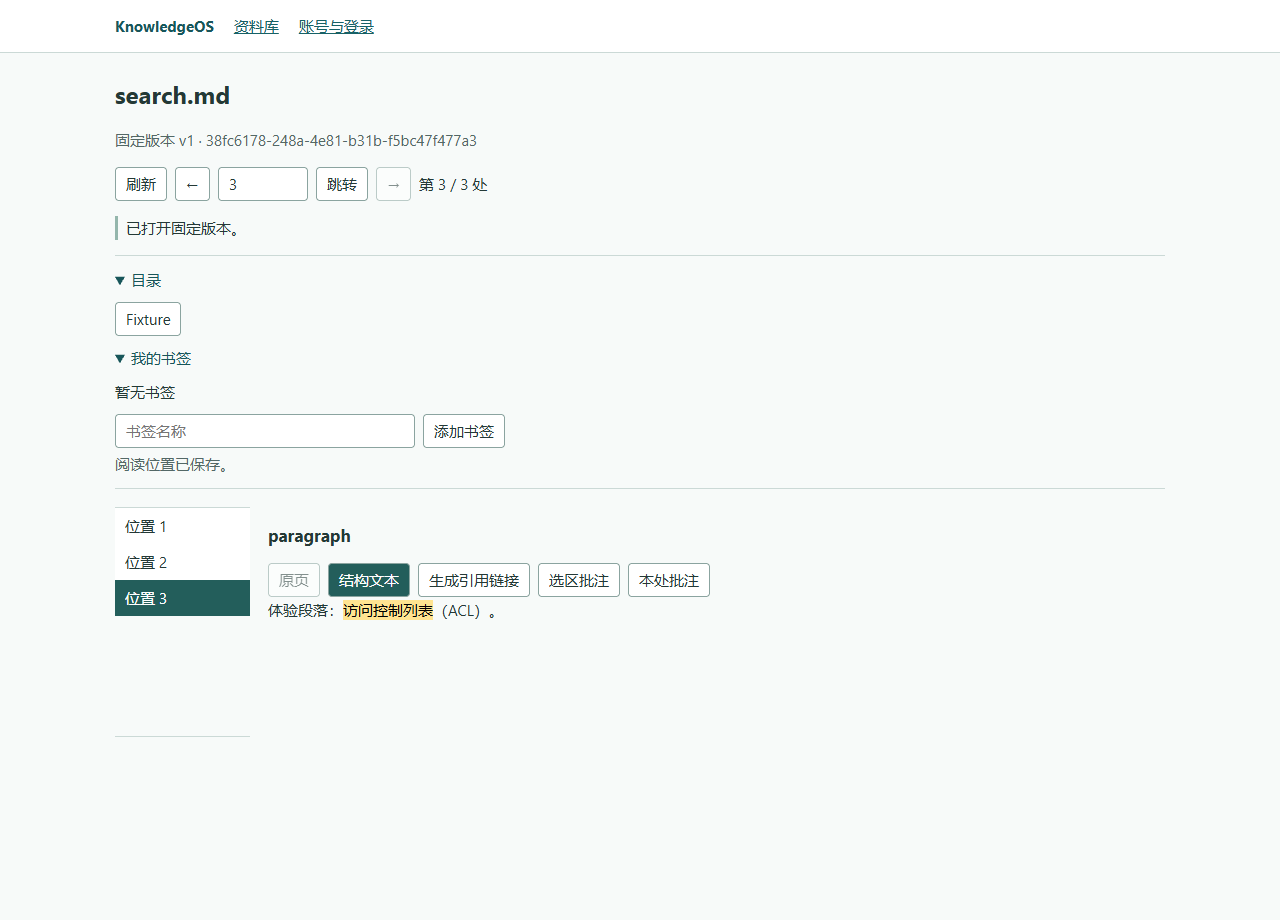 KnowledgeOS 资料库 账号与登录
search.md
固定版本 v1 · 38fc6178-248a-4e81-b31b-f5bc47f477a3
刷新 ← 3 跳转 → 第 3 / 3 处
已打开固定版本。
▼ 目录
Fixture
▼ 我的书签
暂无书签
书签名称 添加书签
阅读位置已保存。
位置 1
位置 2
位置 3
paragraph
原页 结构文本 生成引用链接 选区批注 本处批注
体验段落：访问控制列表（ACL）。